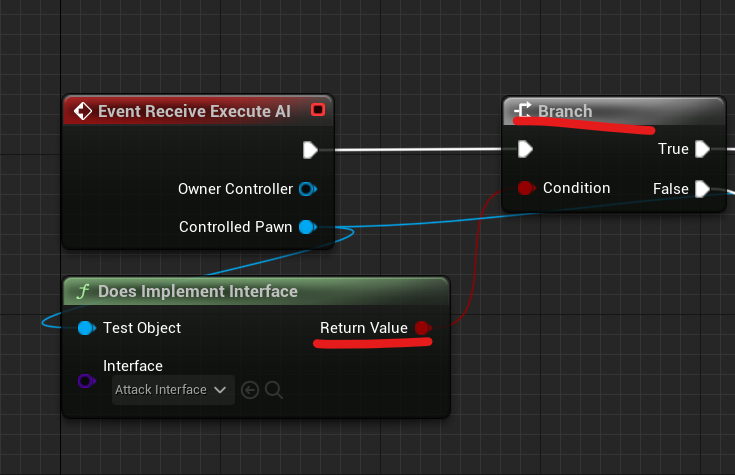 Event Receive Execute AI
Branch
True
Owner Controller
Condition
False
Controlled Pawn
f Does Implement Interface
Test Object
Return Value
Interface
Attack Interface